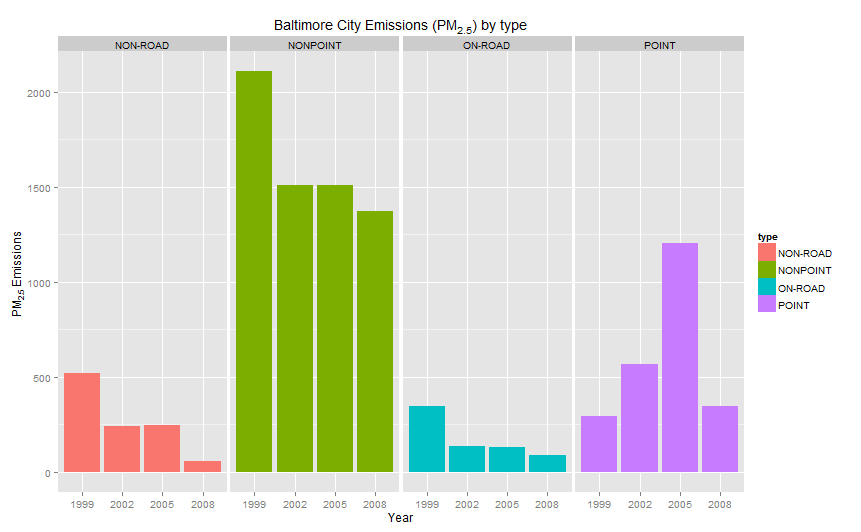 Baltimore City Emissions (PM2.5) by type
NON-ROAD NONPOINT ON-ROAD POINT
2000
1500
1000
500
0
PM2.5 Emissions
1999 2002 2005 2008 1999 2002 2005 2008 1999 2002 2005 2008 1999 2002 2005 2008
Year
type
NON-ROAD
NONPOINT
ON-ROAD
POINT